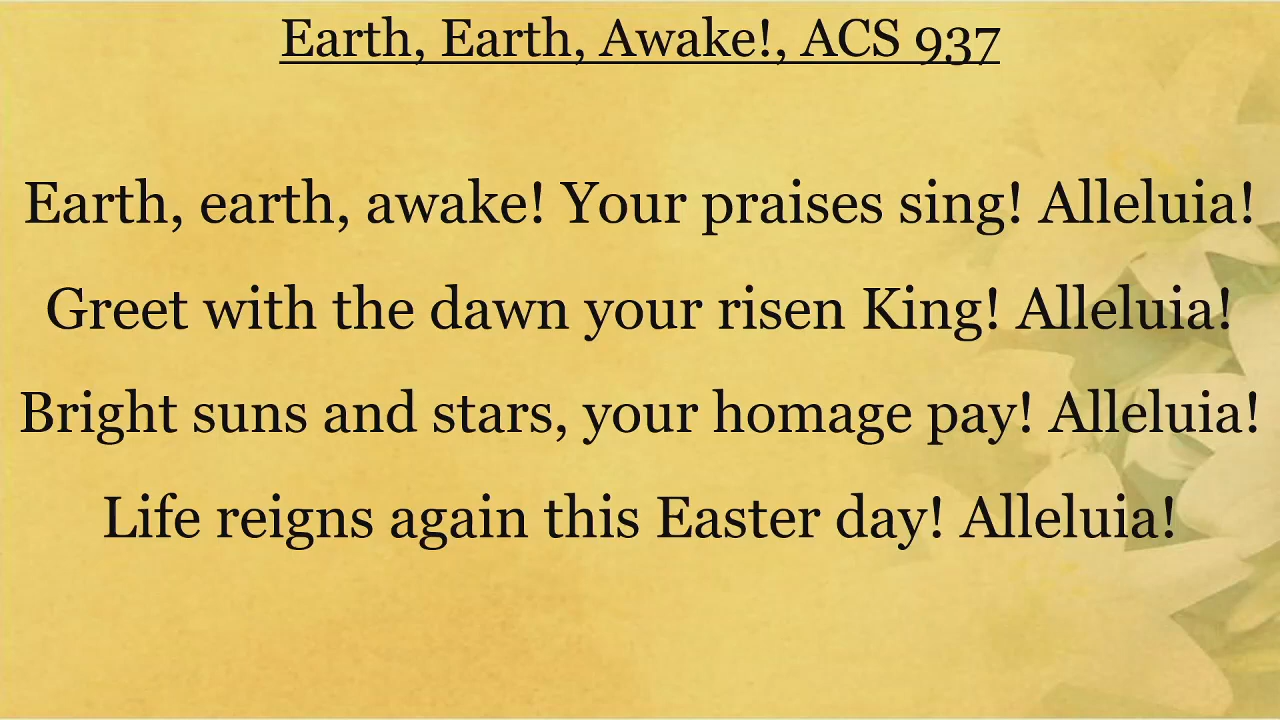 Earth, Earth, Awake!, ACS 937
Earth, earth, awake! Your praises sing! Alleluia!
Greet with the dawn your risen King! Alleluia!
Bright suns and stars, your homage pay! Alleluia!
Life reigns again this Easter day! Alleluia!